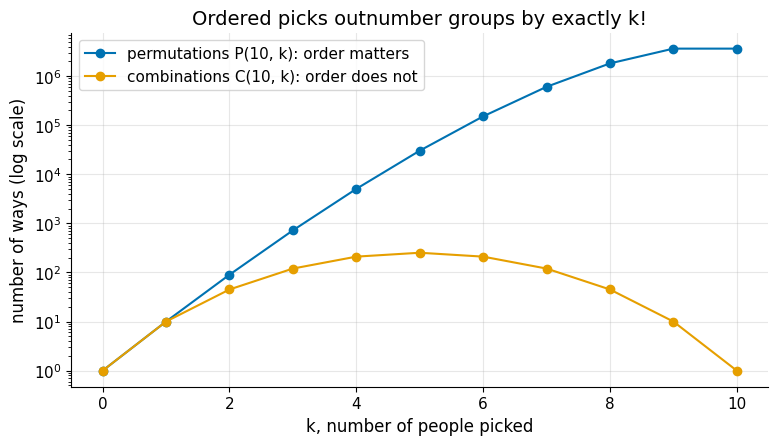 Ordered picks outnumber groups by exactly k!
permutations P(10, k): order matters
combinations C(10, k): order does not
number of ways (log scale)
10⁶
10⁵
10⁴
10³
10²
10¹
10⁰
0 2 4 6 8 10
k, number of people picked